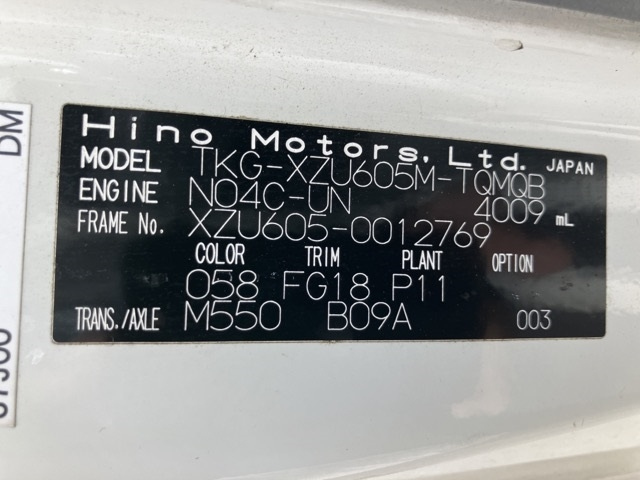 Hino Motors, Ltd. JAPAN
MODEL TKG-XZU605M-TQMQB
ENGINE N04C-UN 4009 mL
FRAME No. XZU605-0012769
COLOR TRIM PLANT OPTION
058 FG18 P11
TRANS./AXLE M550 B09A 003
DM